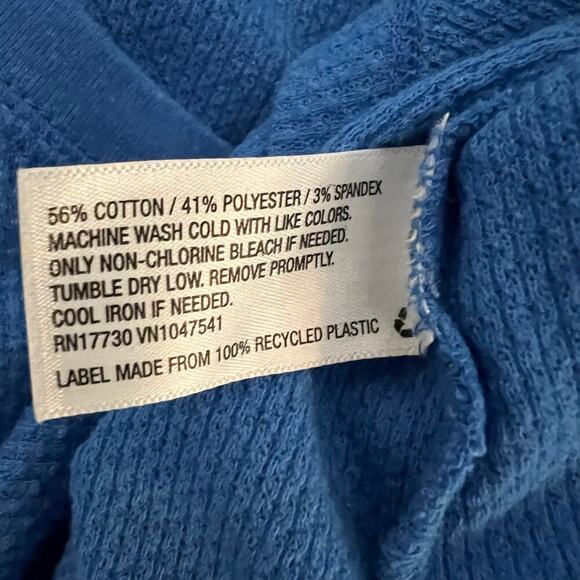 56% COTTON / 41% POLYESTER / 3% SPANDEX
MACHINE WASH COLD WITH LIKE COLORS.
ONLY NON-CHLORINE BLEACH IF NEEDED.
TUMBLE DRY LOW. REMOVE PROMPTLY.
COOL IRON IF NEEDED.
RN17730 VN1047541
LABEL MADE FROM 100% RECYCLED PLASTIC